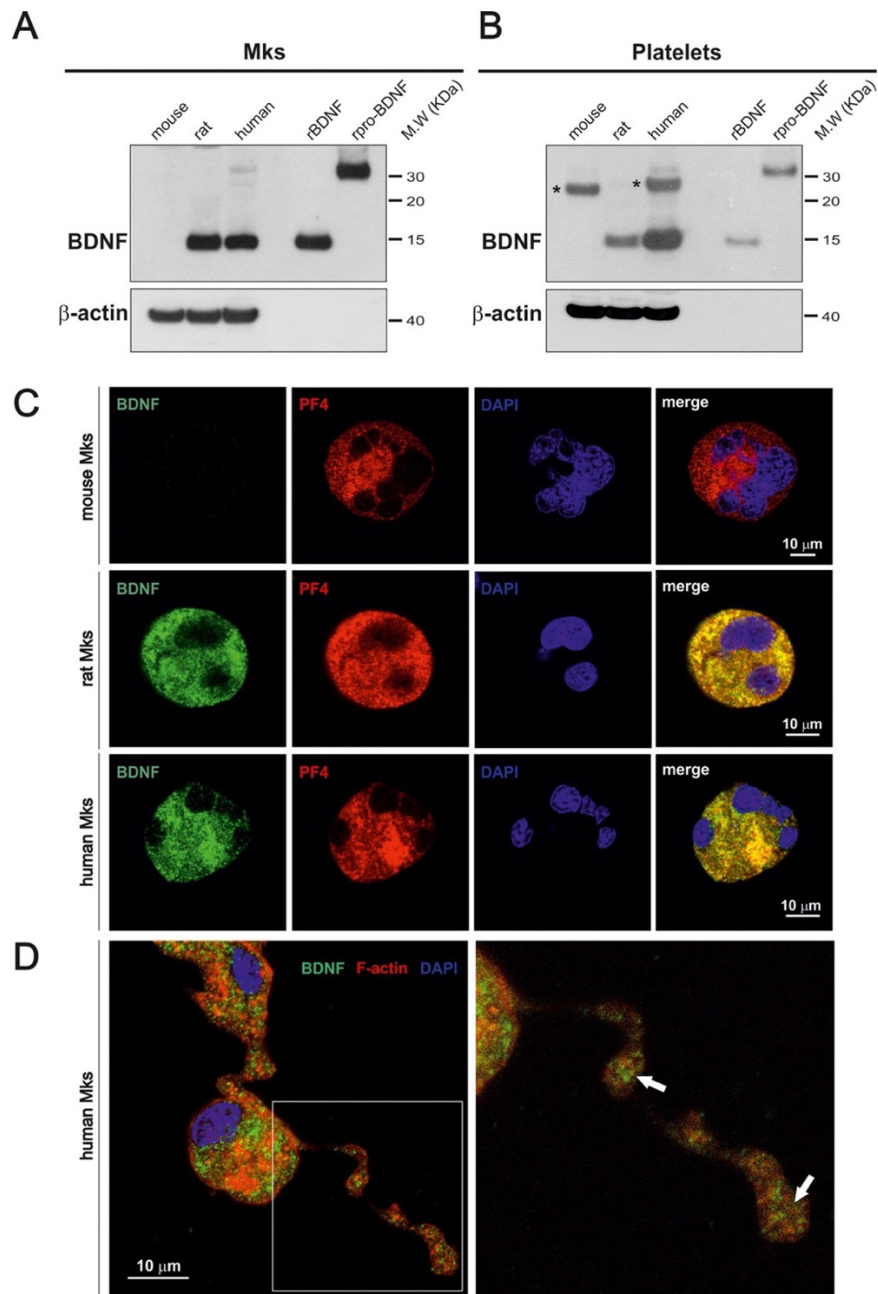 A
Mks
mouse
rat
human
rBDNF
rpro-BDNF
M.W (KDa)
30
20
BDNF
15
β-actin
40
B
Platelets
mouse
rat
human
rBDNF
rpro-BDNF
M.W (KDa)
*
*
30
20
BDNF
15
β-actin
40
C
mouse Mks
BDNF
PF4
DAPI
merge
10 μm
rat Mks
BDNF
PF4
DAPI
merge
10 μm
human Mks
BDNF
PF4
DAPI
merge
10 μm
D
human Mks
BDNF F-actin DAPI
10 μm